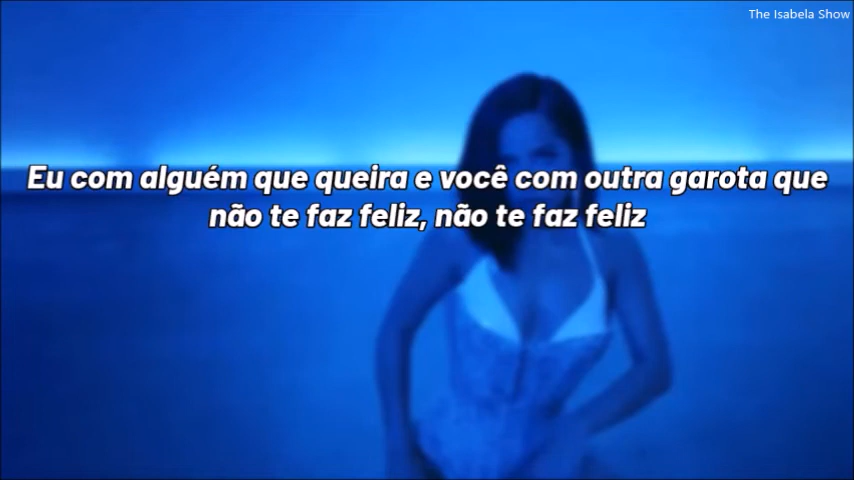 The Isabela Show
Eu com alguém que queira e você com outra garota que
não te faz feliz, não te faz feliz